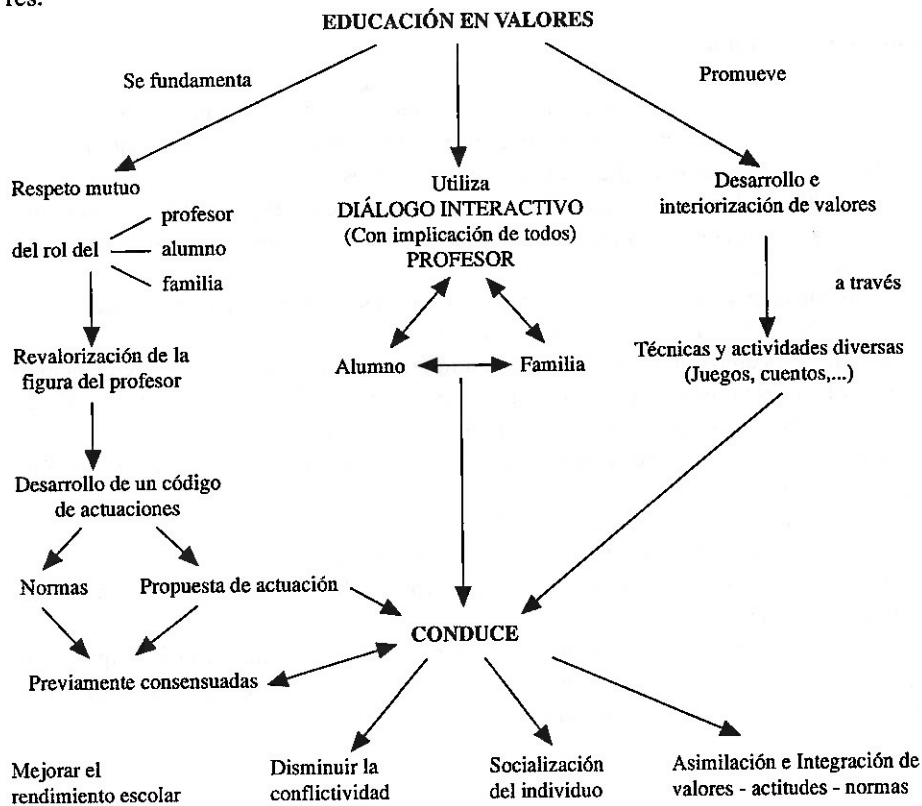 res.
EDUCACIÓN EN VALORES
Se fundamenta
Promueve
Respeto mutuo
del rol del
profesor
alumno
familia
Utiliza
DIÁLOGO INTERACTIVO
(Con implicación de todos)
PROFESOR
Desarrollo e
interiorización de valores
a través
Revalorización de la
figura del profesor
Alumno
Familia
Técnicas y actividades diversas
(Juegos, cuentos,...)
Desarrollo de un código
de actuaciones
Normas
Propuesta de actuación
CONDUCE
Previamente consensuadas
Mejorar el
rendimiento escolar
Disminuir la
conflictividad
Socialización
del individuo
Asimilación e Integración de
valores - actitudes - normas